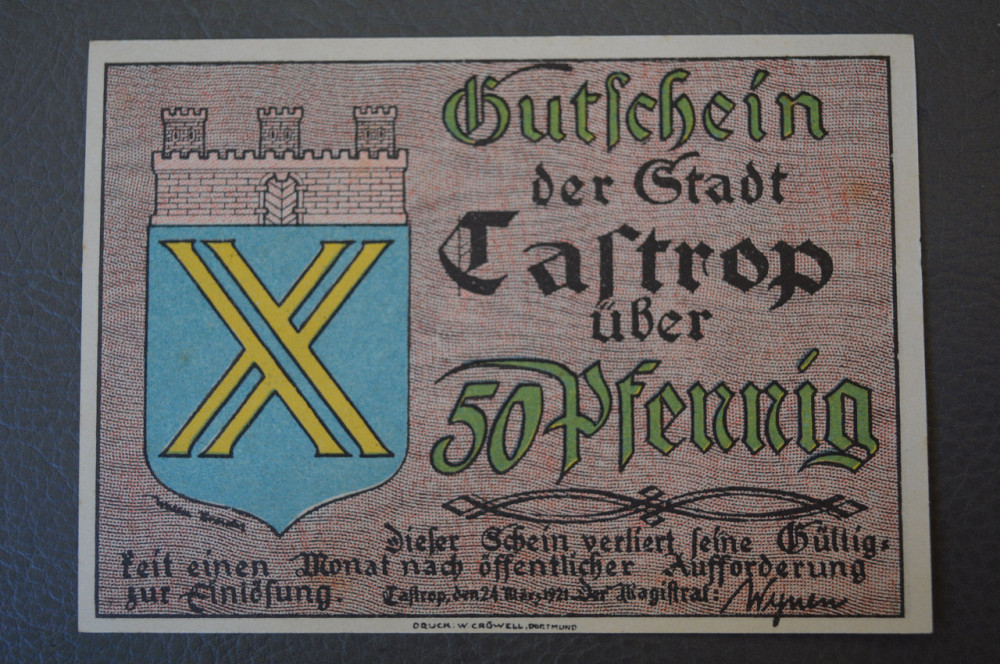 Gutschein
der Stadt
Castrop
über
50 Pfennig
Dieser Schein verliert seine Gültig-
keit einen Monat nach öffentlicher Aufforderung
zur Einlösung. Castrop, den 24. März 1921 Der Magistrat: Wynen
DRUCK: W. CRÜWELL, DORTMUND